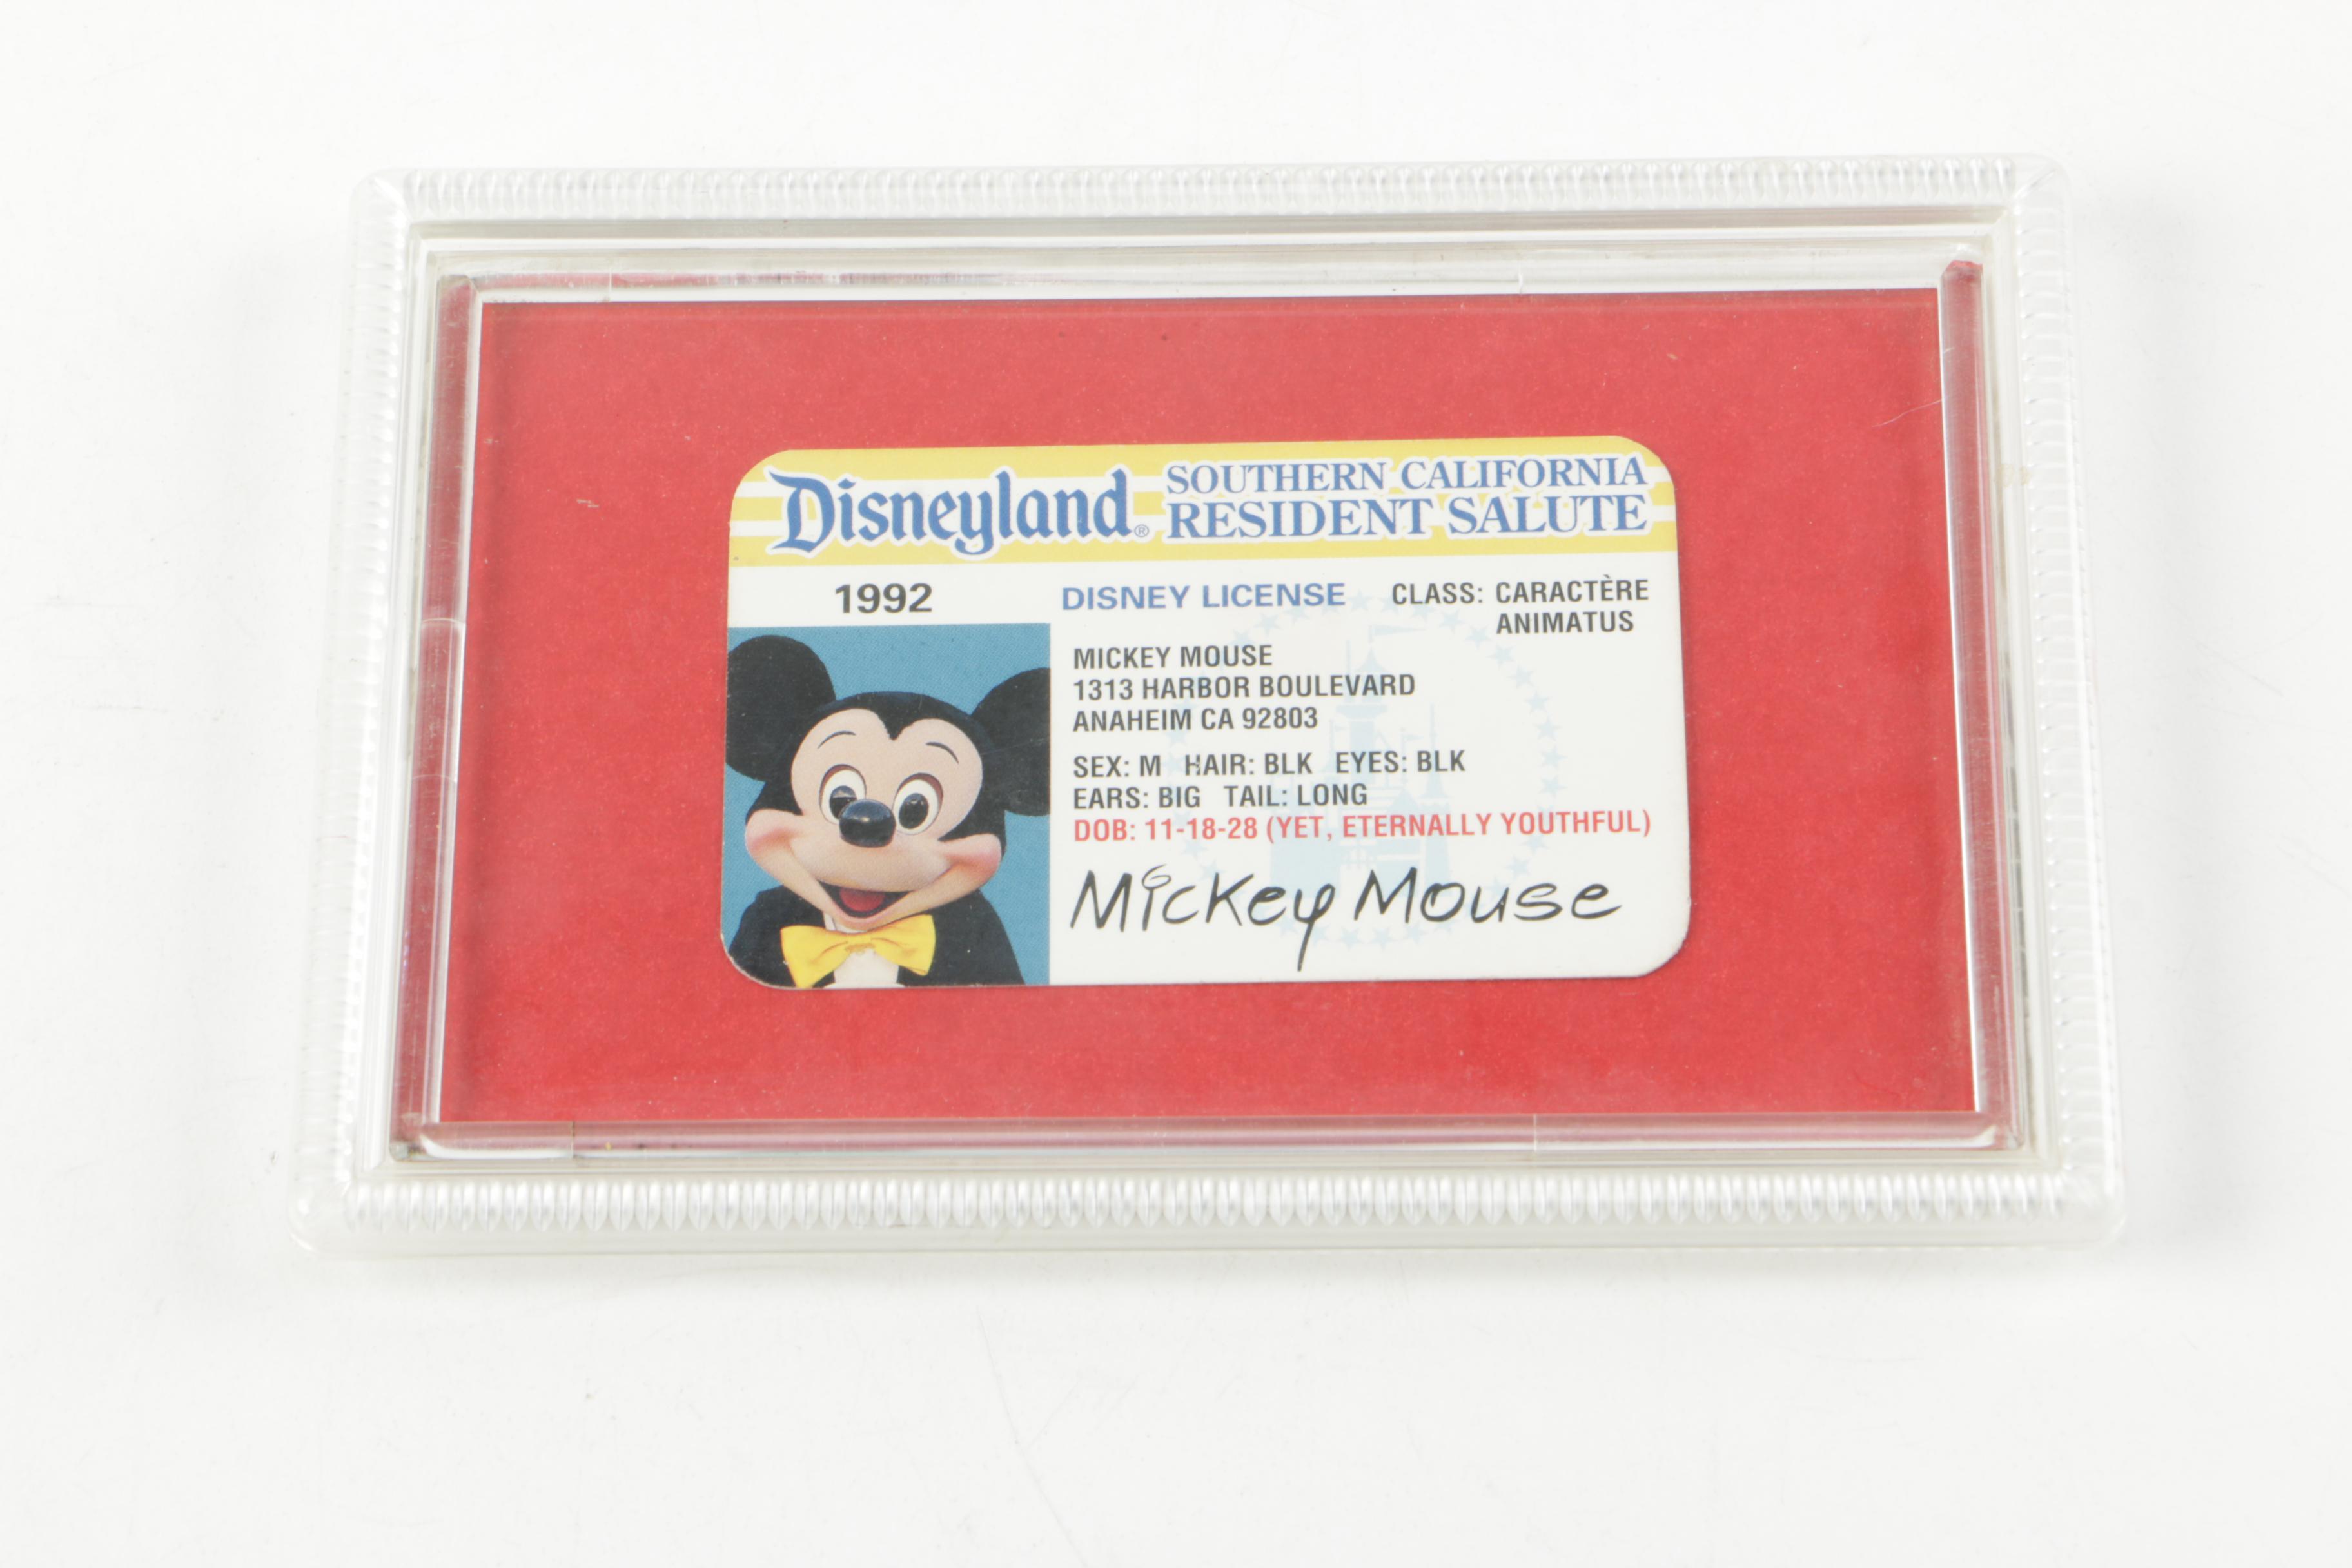 Disneyland® SOUTHERN CALIFORNIA
RESIDENT SALUTE
1992 DISNEY LICENSE CLASS: CARACTÈRE
ANIMATUS
MICKEY MOUSE
1313 HARBOR BOULEVARD
ANAHEIM CA 92803
SEX: M HAIR: BLK EYES: BLK
EARS: BIG TAIL: LONG
DOB: 11-18-28 (YET, ETERNALLY YOUTHFUL)
Mickey Mouse